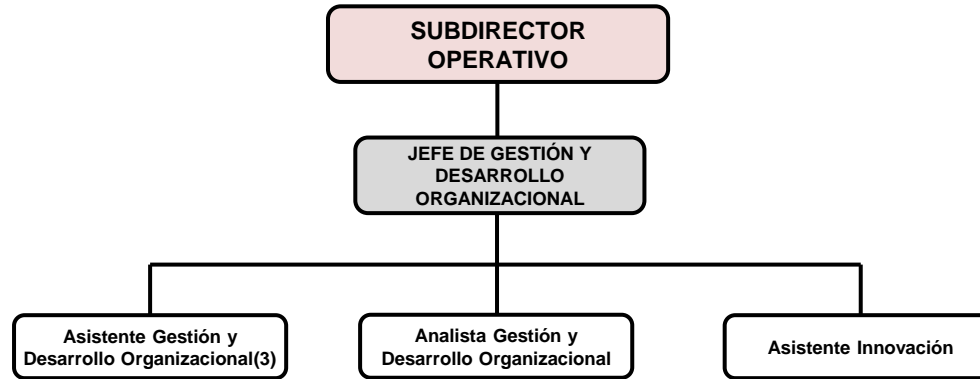 SUBDIRECTOR
OPERATIVO
JEFE DE GESTIÓN Y
DESARROLLO
ORGANIZACIONAL
Asistente Gestión y
Desarrollo Organizacional(3)
Analista Gestión y
Desarrollo Organizacional
Asistente Innovación